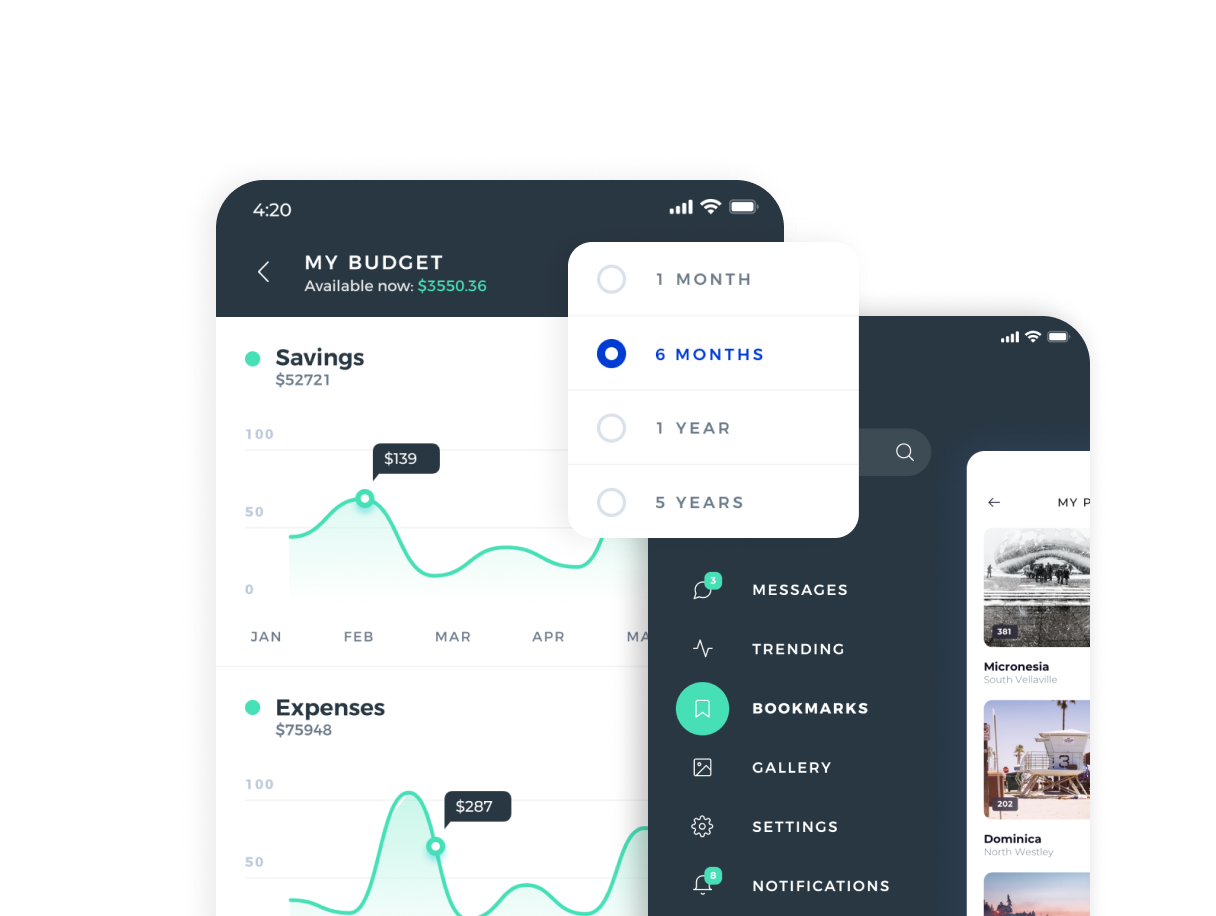 4:20
MY BUDGET
Available now: $3550.36
Savings
$52721
100
$139
50
0
JAN FEB MAR APR MA
Expenses
$75948
100
$287
50
1 MONTH
6 MONTHS
1 YEAR
5 YEARS
3
MESSAGES
TRENDING
BOOKMARKS
GALLERY
SETTINGS
8
NOTIFICATIONS
MY P
381
Micronesia
South Vellaville
3
202
Dominica
North Westley